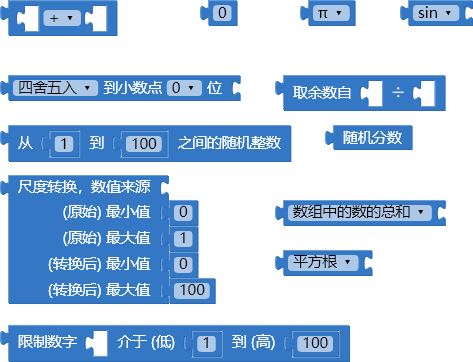 + ▾ 0 π ▾ sin ▾
四舍五入 ▾ 到小数点 0 ▾ 位 取余数自 ÷
从 1 到 100 之间的随机整数 随机分数
尺度转换，数值来源
(原始) 最小值 0 数组中的数的总和 ▾
(原始) 最大值 1
(转换后) 最小值 0 平方根 ▾
(转换后) 最大值 100
限制数字 介于 (低) 1 到 (高) 100